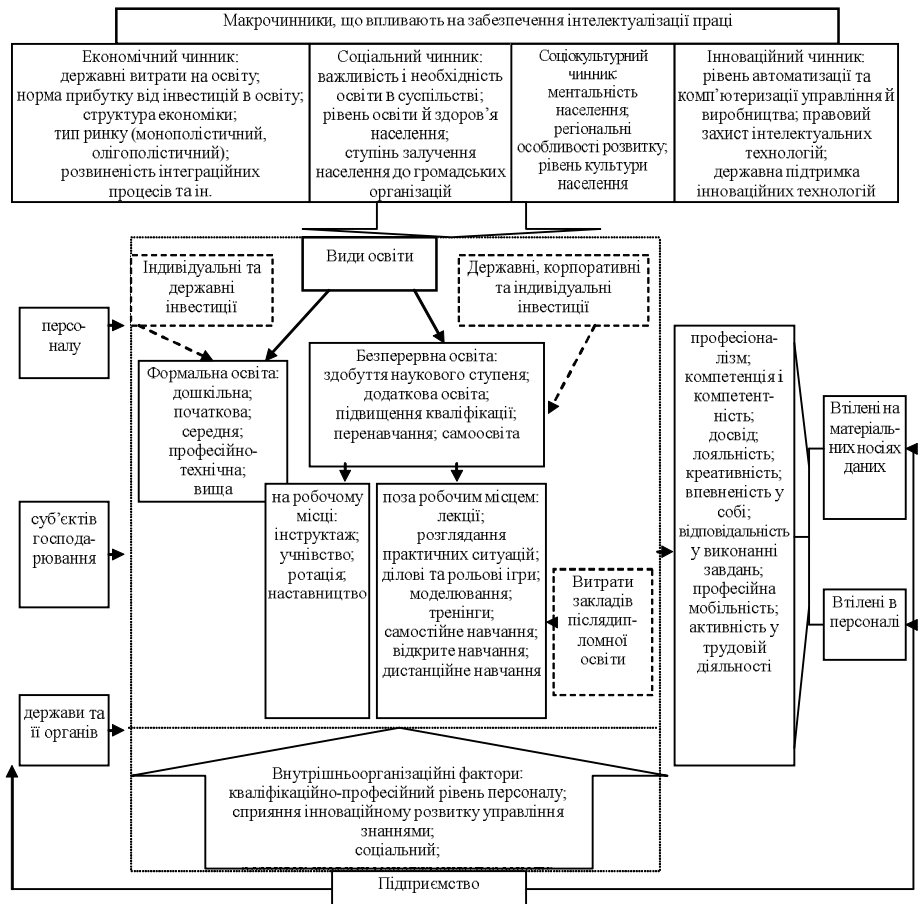 Макрочинники, що впливають на забезпечення інтелектуалізації праці
Економічний чинник:
державні витрати на освіту;
норма прибутку від інвестицій в освіту;
структура економіки;
тип ринку (монополістичний,
олігополістичний);
розвиненість інтеграційних
процесів та ін.
Соціальний чинник:
важливість і необхідність
освіти в суспільстві;
рівень освіти й здоров’я
населення;
ступінь залучення
населення до громадських
організацій
Соціокультурний
чинник:
ментальність
населення;
регіональні
особливості розвитку;
рівень культури
населення
Інноваційний чинник:
рівень автоматизації та
комп’ютеризації управління й
виробництва; правовий
захист інтелектуальних
технологій;
державна підтримка
інноваційних технологій
Види освіти
Індивідуальні та
державні
інвестиції
Державні, корпоративні
та індивідуальні
інвестиції
персо-
налу
суб’єктів
господа-
рювання
держави та
її органів
Формальна освіта:
дошкільна;
початкова;
середня;
професійно-
технічна;
вища
Безперервна освіта:
здобуття наукового ступеня;
додаткова освіта;
підвищення кваліфікації;
перенавчання; самоосвіта
на робочому
місці:
інструктаж;
учнівство;
ротація;
наставництво
поза робочим місцем:
лекції;
розглядання
практичних ситуацій;
ділові та рольові ігри;
моделювання;
тренінги;
самостійне навчання;
відкрите навчання;
дистанційне навчання
Витрати
закладів
післядип-
ломної
освіти
професіона-
лізм;
компетенція і
компетент-
ність;
досвід;
лояльність;
креативність;
впевненість у
собі;
відповідальність
у виконанні
завдань;
професійна
мобільність;
активність у
трудовій
діяльності
Втілені на
матеріаль-
них носіях
даних
Втілені в
персоналі
Внутрішньоорганізаційні фактори:
кваліфікаційно-професійний рівень персоналу;
сприяння інноваційному розвитку управління
знаннями;
соціальний;
Підприємство